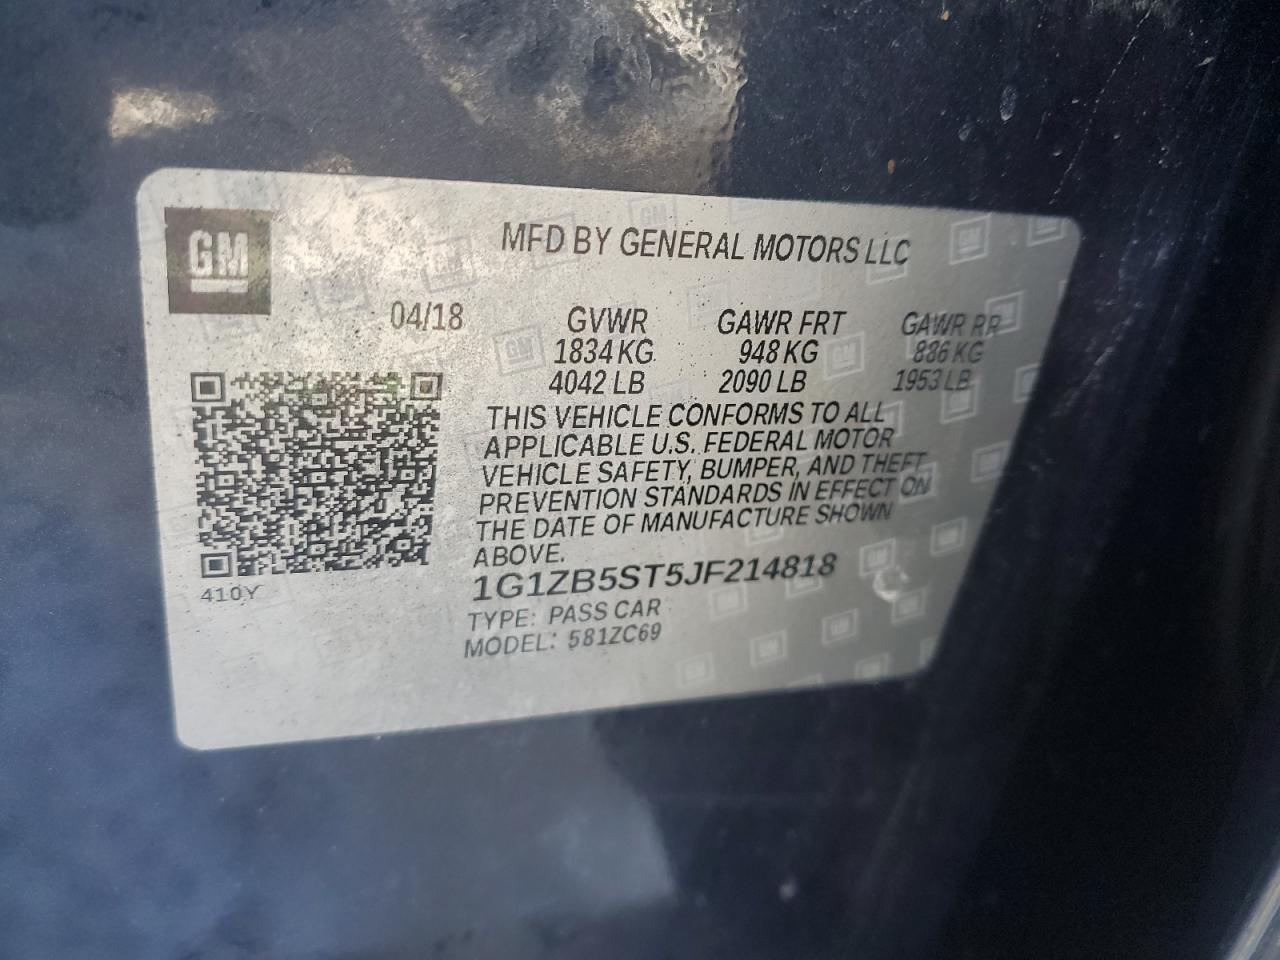 GM
MFD BY GENERAL MOTORS LLC
04/18
GVWR GAWR FRT GAWR RR
1834 KG 948 KG 886 KG
4042 LB 2090 LB 1953 LB
THIS VEHICLE CONFORMS TO ALL
APPLICABLE U.S. FEDERAL MOTOR
VEHICLE SAFETY, BUMPER, AND THEFT
PREVENTION STANDARDS IN EFFECT ON
THE DATE OF MANUFACTURE SHOWN
ABOVE.
1G1ZB5ST5JF214818
TYPE: PASS CAR
MODEL: 581ZC69
410Y